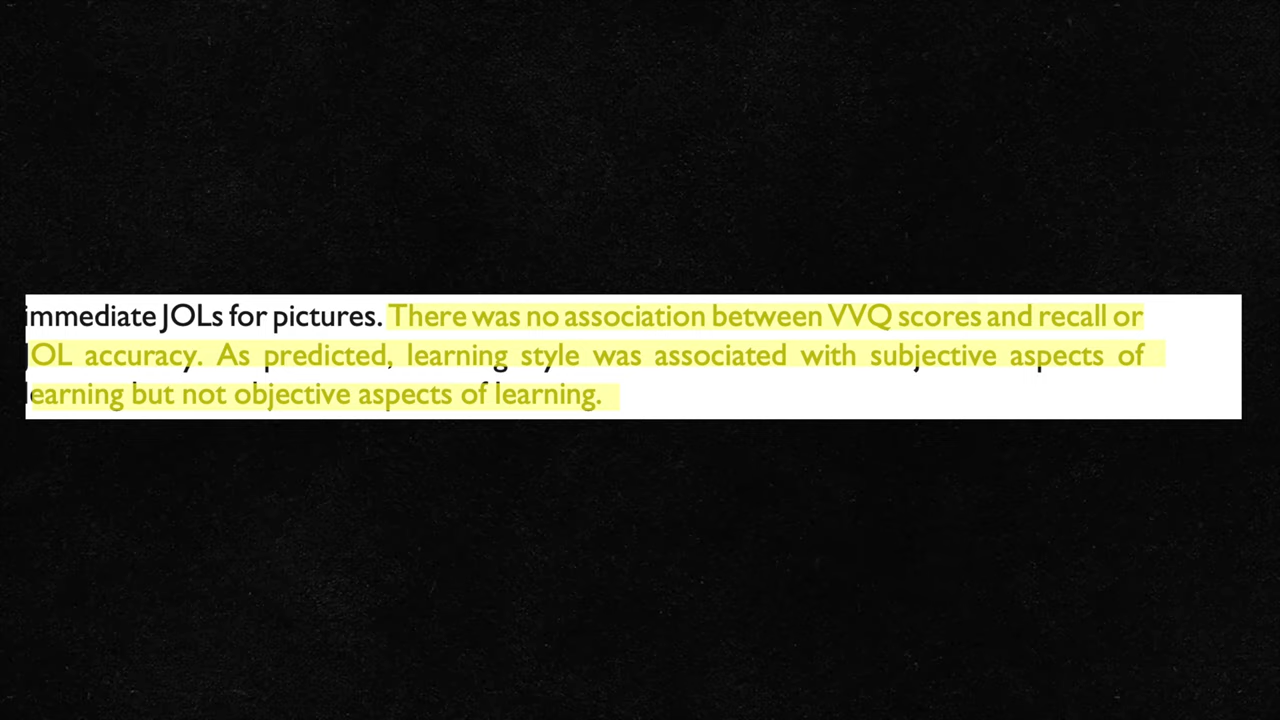 immediate JOLs for pictures. There was no association between VVQ scores and recall or
JOL accuracy. As predicted, learning style was associated with subjective aspects of
learning but not objective aspects of learning.